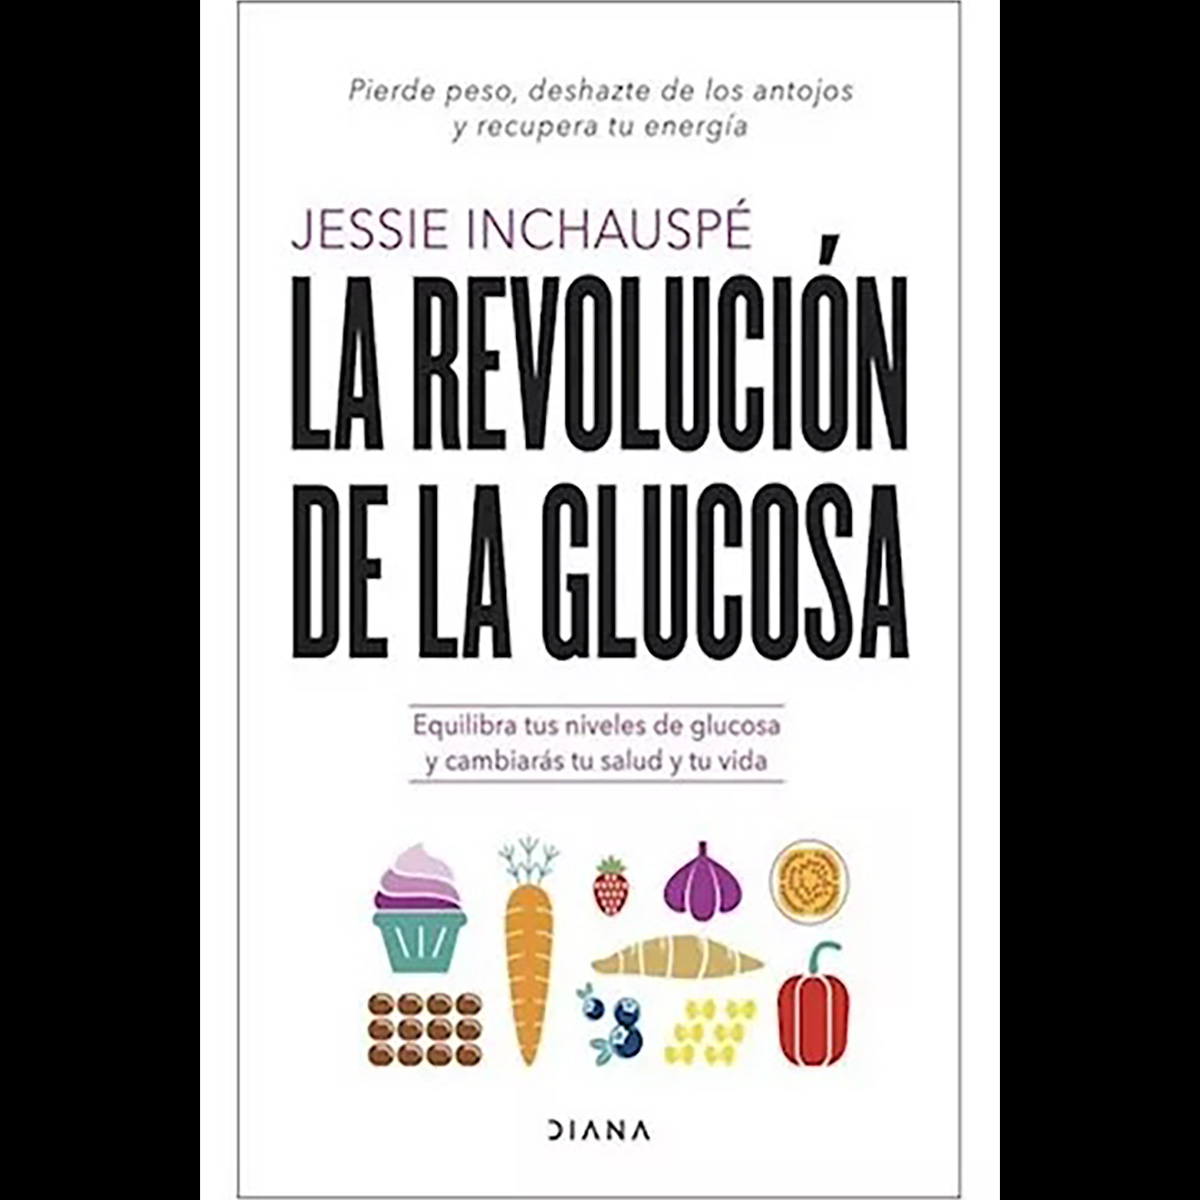 Pierde peso, deshazte de los antojos
y recupera tu energía
JESSIE INCHAUSPÉ
LA REVOLUCIÓN
DE LA GLUCOSA
Equilibra tus niveles de glucosa
y cambiarás tu salud y tu vida
DIANA